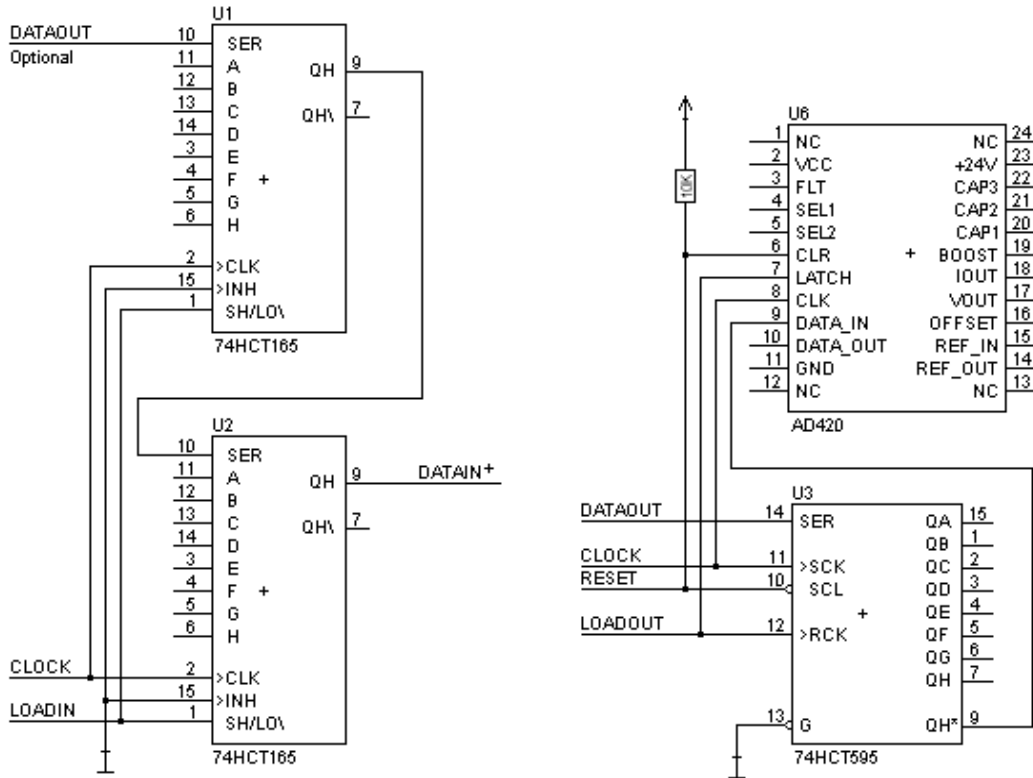 U1
DATAOUT
Optional
10 SER
11 A
12 B
13 C
14 D
3 E
4 F +
5 G
6 H
2 >CLK
15 >INH
1 SH/LO\
QH 9
QH\ 7
74HCT165
U2
10 SER
11 A
12 B
13 C
14 D
3 E
4 F +
5 G
6 H
CLOCK 2 >CLK
15 >INH
LOADIN 1 SH/LO\
QH 9 DATAIN+
QH\ 7
74HCT165
10K
U6
1 NC NC 24
2 VCC +24V 23
3 FLT CAP3 22
4 SEL1 CAP2 21
5 SEL2 CAP1 20
6 CLR + BOOST 19
7 LATCH IOUT 18
8 CLK VOUT 17
9 DATA_IN OFFSET 16
10 DATA_OUT REF_IN 15
11 GND REF_OUT 14
12 NC NC 13
AD420
U3
DATAOUT 14 SER
CLOCK 11 >SCK
RESET 10 SCL
+
LOADOUT 12 >RCK
13 G
QA 15
QB 1
QC 2
QD 3
QE 4
QF 5
QG 6
QH 7
QH* 9
74HCT595